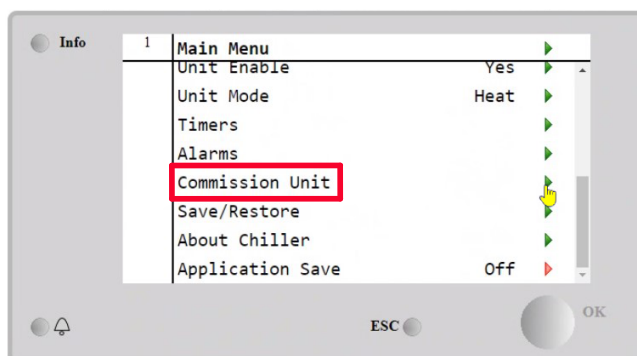 Info
1 Main Menu
Unit Enable Yes
Unit Mode Heat
Timers
Alarms
Commission Unit
Save/Restore
About Chiller
Application Save Off
ESC
OK